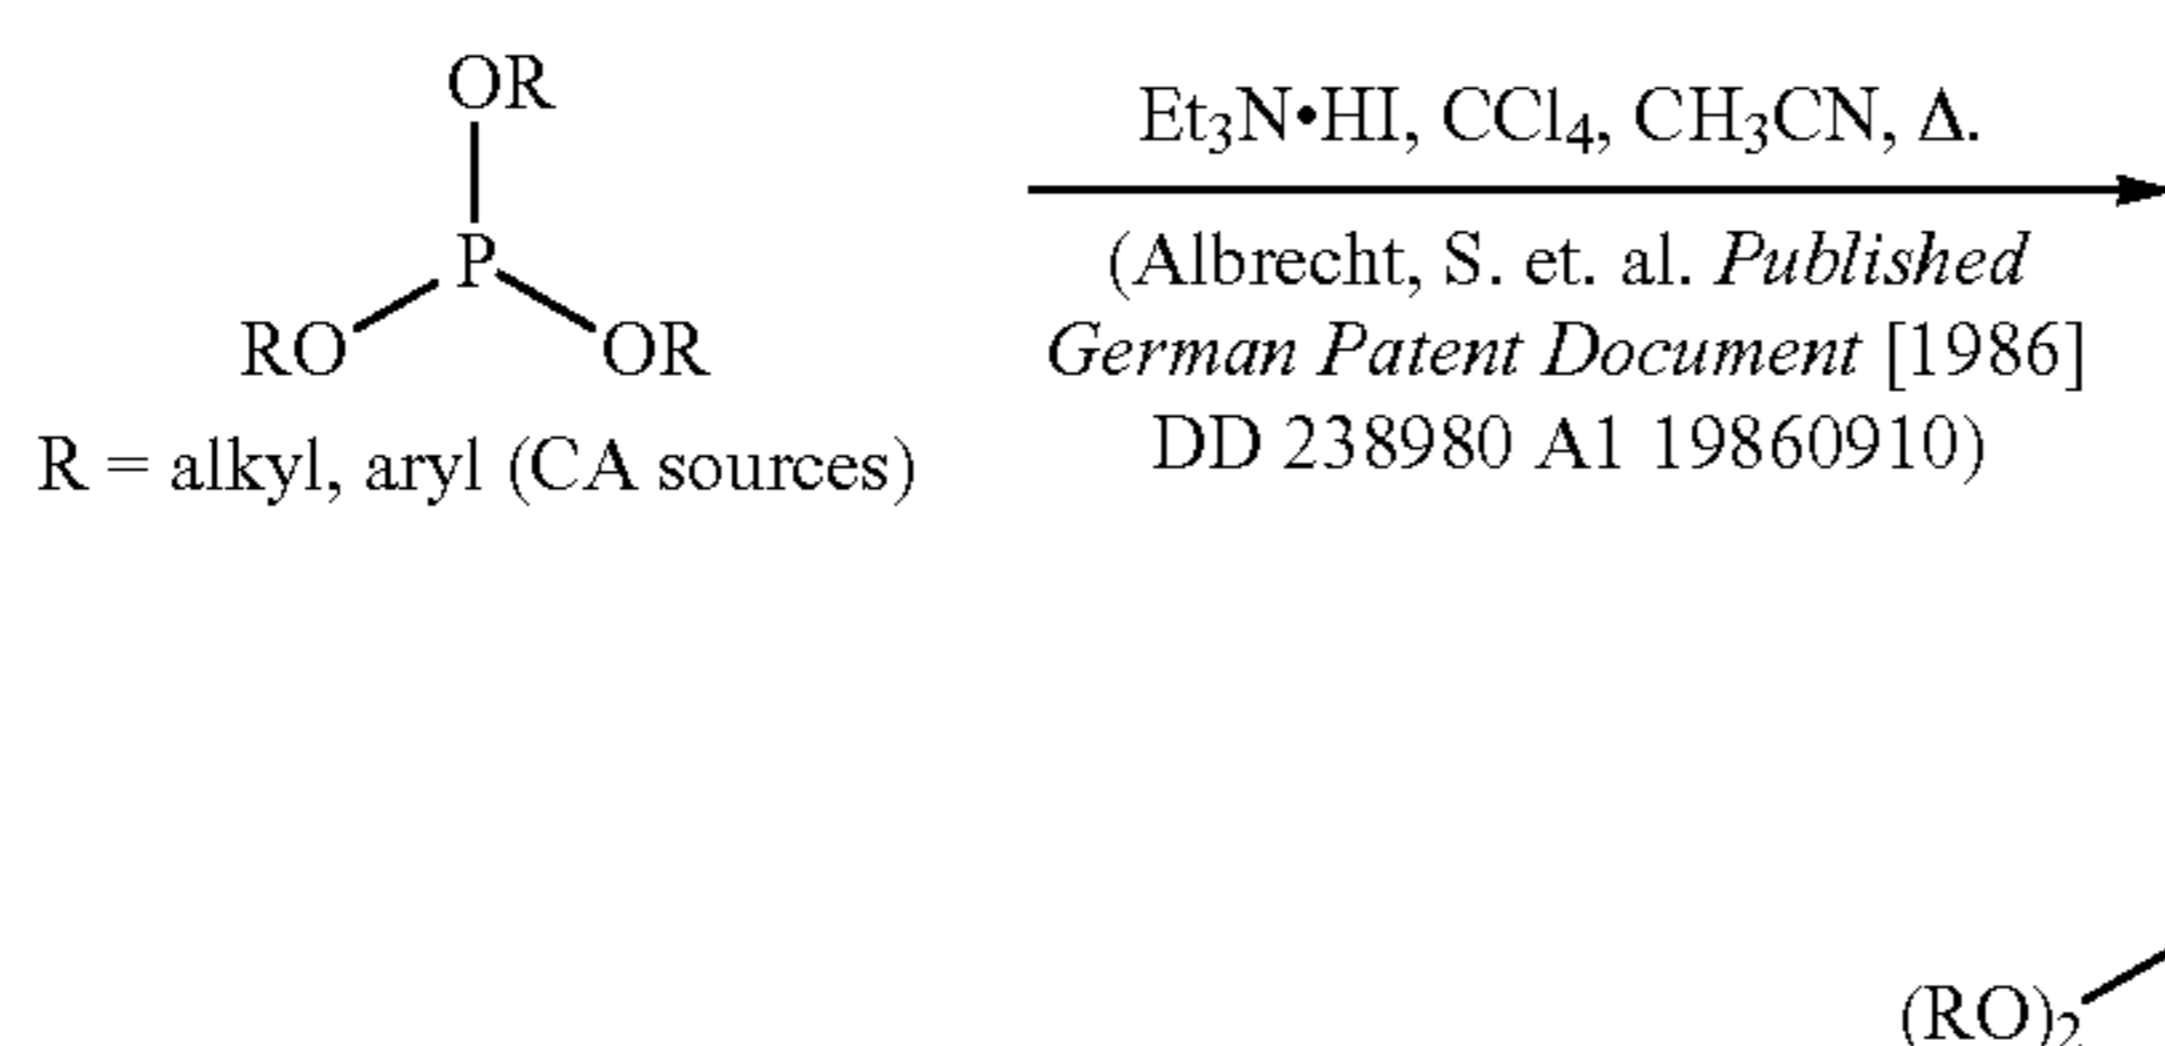 OR
P
RO OR
R = alkyl, aryl (CA sources)
Et₃N•HI, CCl₄, CH₃CN, Δ.
(Albrecht, S. et. al. Published
German Patent Document [1986]
DD 238980 A1 19860910)
(RO)₂